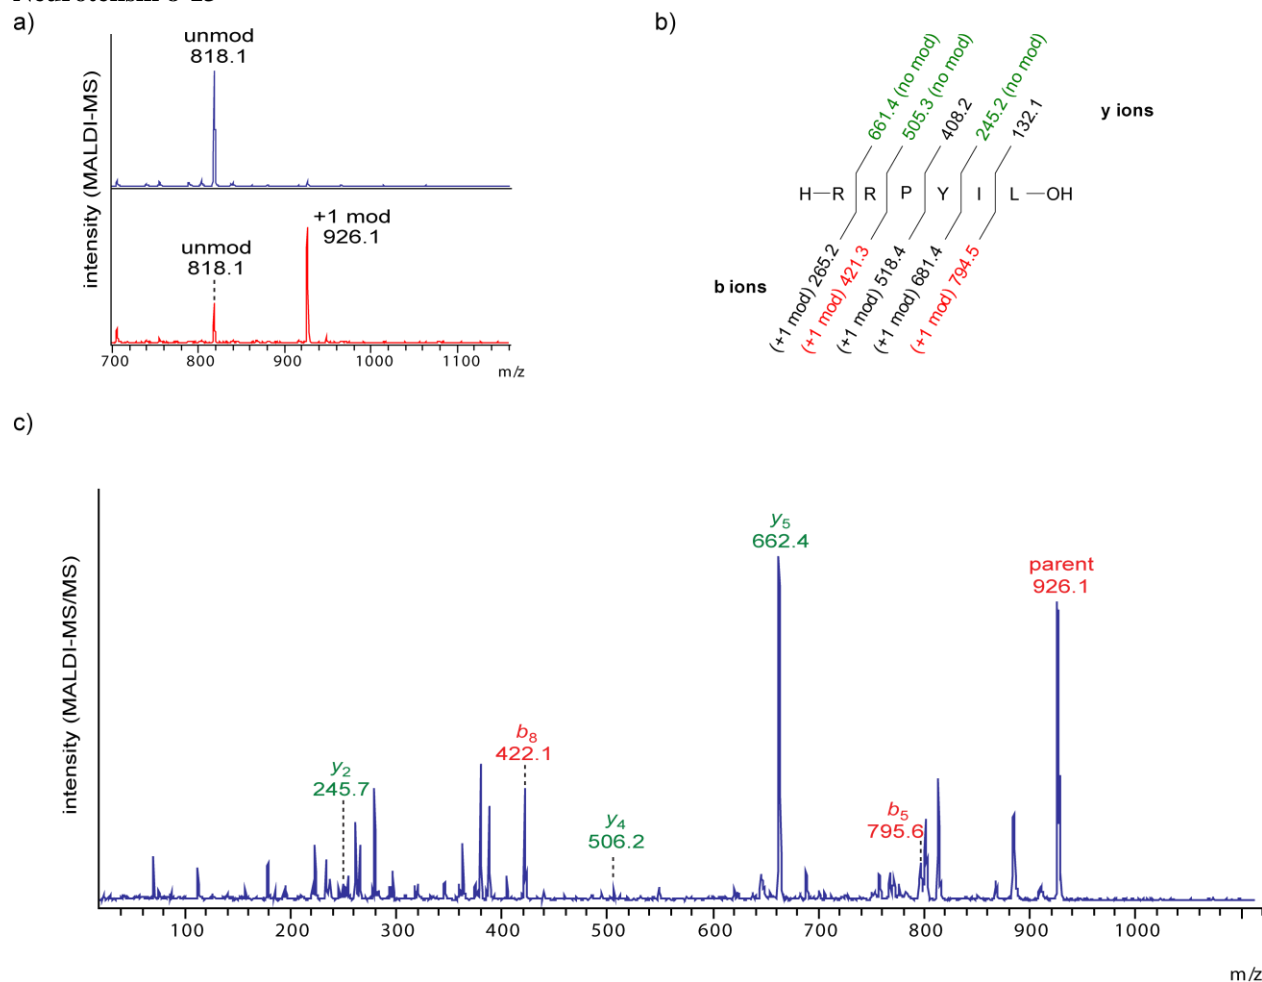 Neurotensin 8-13
a)
unmod
818.1
unmod
818.1
+1 mod
926.1
intensity (MALDI-MS)
700 800 900 1000 1100
m/z
b)
661.4 (no mod)
505.3 (no mod)
408.2
245.2 (no mod)
132.1
y ions
H R R P Y I L OH
b ions
(+1 mod) 265.2
(+1 mod) 421.3
(+1 mod) 518.4
(+1 mod) 681.4
(+1 mod) 794.5
c)
intensity (MALDI-MS/MS)
y2
245.7
b8
422.1
y4
506.2
y5
662.4
b5
795.6
parent
926.1
100 200 300 400 500 600 700 800 900 1000
m/z